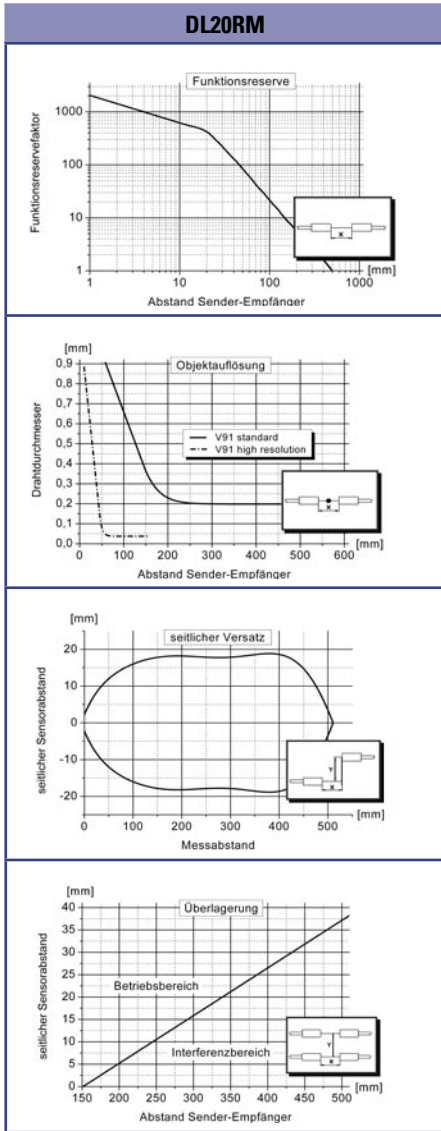 DL20RM
Funktionsreserve
Funktionsreservefaktor
1000
100
10
1
1 10 100 1000
[mm]
X
Abstand Sender-Empfänger
[mm]
Objektauflösung
Drahtdurchmesser
0,9
0,8
0,7
0,6
0,5
0,4
0,3
0,2
0,1
0,0
V91 standard
V91 high resolution
X
0 100 200 300 400 500 600
[mm]
Abstand Sender-Empfänger
[mm]
seitlicher Versatz
seitlicher Sensorabstand
20
10
0
-10
-20
Y
X
0 100 200 300 400 500
[mm]
Messabstand
[mm]
Überlagerung
seitlicher Sensorabstand
40
35
30
25
20
15
10
5
0
Betriebsbereich
Interferenzbereich
Y
X
150 200 250 300 350 400 450 500
[mm]
Abstand Sender-Empfänger